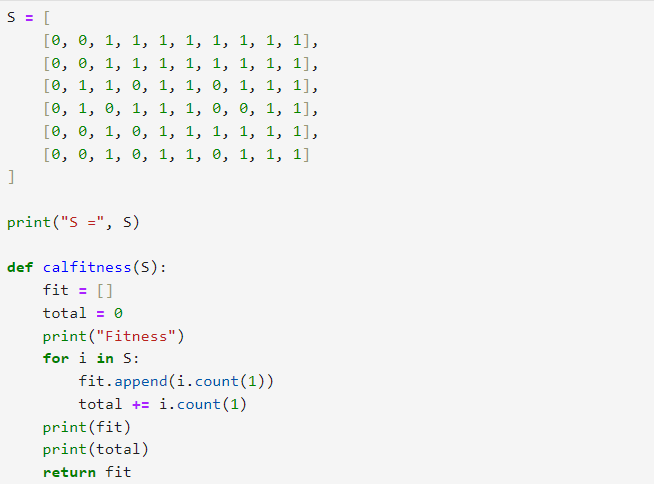 S = [
    [0, 0, 1, 1, 1, 1, 1, 1, 1, 1],
    [0, 0, 1, 1, 1, 1, 1, 1, 1, 1],
    [0, 1, 1, 0, 1, 1, 0, 1, 1, 1],
    [0, 1, 0, 1, 1, 1, 0, 0, 1, 1],
    [0, 0, 1, 0, 1, 1, 1, 1, 1, 1],
    [0, 0, 1, 0, 1, 1, 0, 1, 1, 1]
]
print("S =", S)
def calfitness(S):
    fit = []
    total = 0
    print("Fitness")
    for i in S:
        fit.append(i.count(1))
        total += i.count(1)
    print(fit)
    print(total)
    return fit